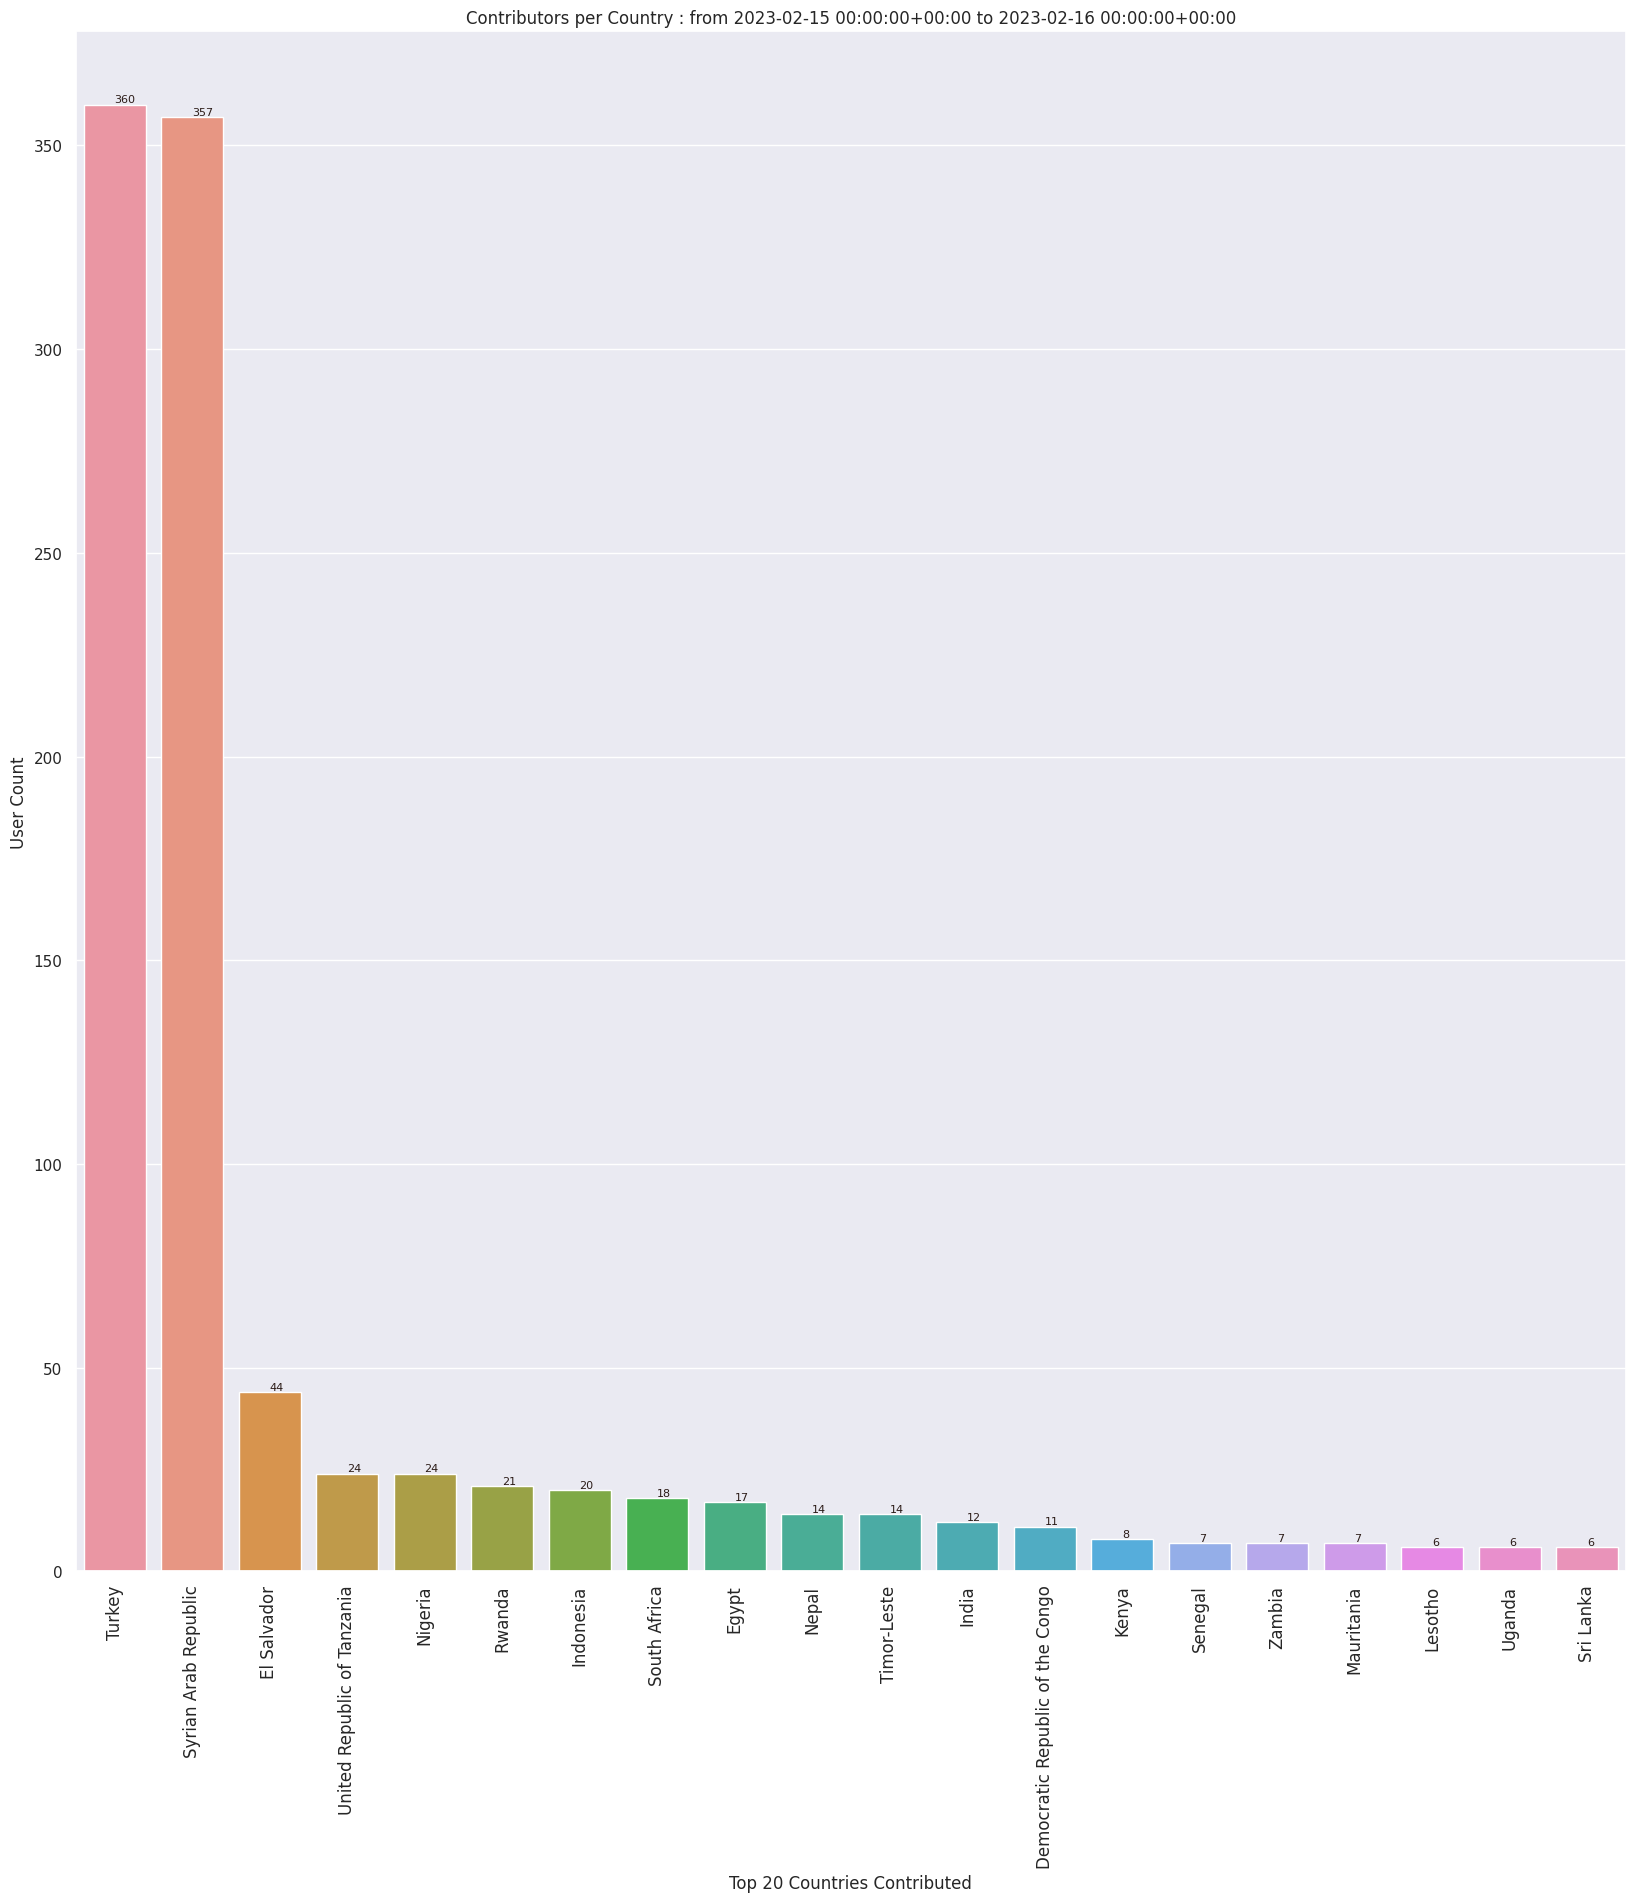 Contributors per Country : from 2023-02-15 00:00:00+00:00 to 2023-02-16 00:00:00+00:00
User Count
350
300
250
200
150
100
50
0
360
357
44
24
24
21
20
18
17
14
14
12
11
8
7
7
7
6
6
6
Turkey
Syrian Arab Republic
El Salvador
United Republic of Tanzania
Nigeria
Rwanda
Indonesia
South Africa
Egypt
Nepal
Timor-Leste
India
Democratic Republic of the Congo
Kenya
Senegal
Zambia
Mauritania
Lesotho
Uganda
Sri Lanka
Top 20 Countries Contributed